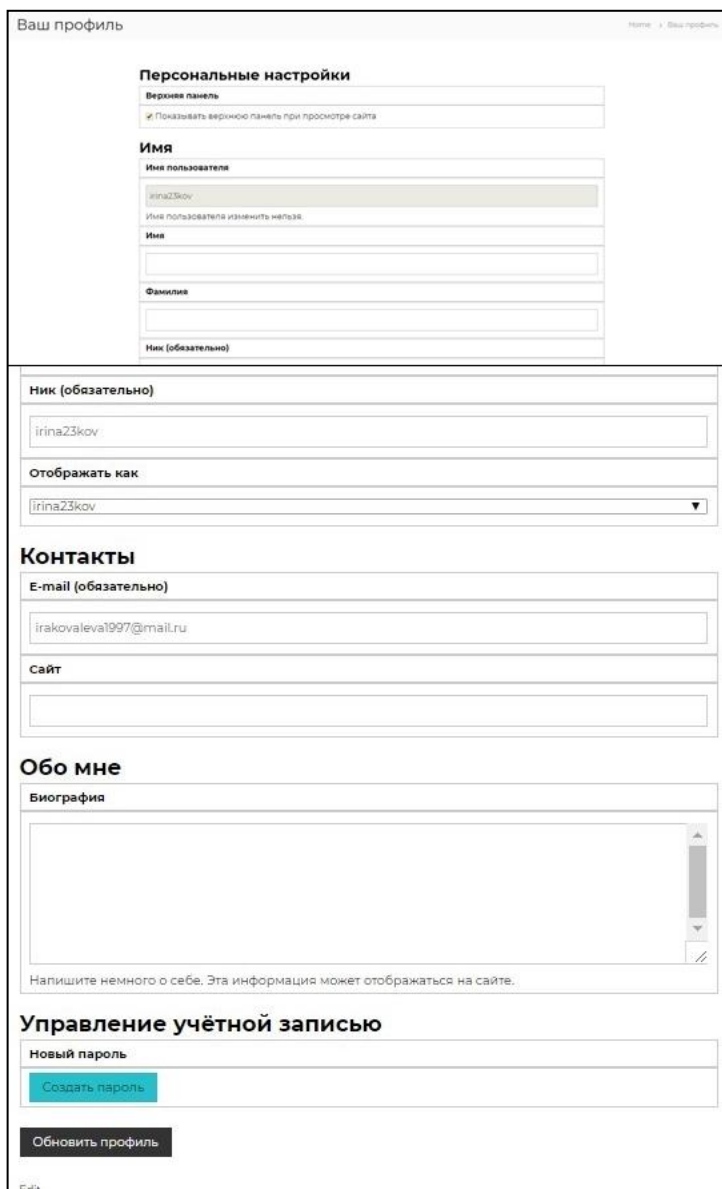 Ваш профиль
Home > Ваш профиль
Персональные настройки
Верхняя панель
Показывать верхнюю панель при просмотре сайта
Имя
Имя пользователя
irina23kov
Имя пользователя изменить нельзя.
Имя
Фамилия
Ник (обязательно)
Ник (обязательно)
irina23kov
Отображать как
irina23kov
Контакты
E-mail (обязательно)
irakovaleva1997@mail.ru
Сайт
Обо мне
Биография
Напишите немного о себе. Эта информация может отображаться на сайте.
Управление учётной записью
Новый пароль
Создать пароль
Обновить профиль
Edit